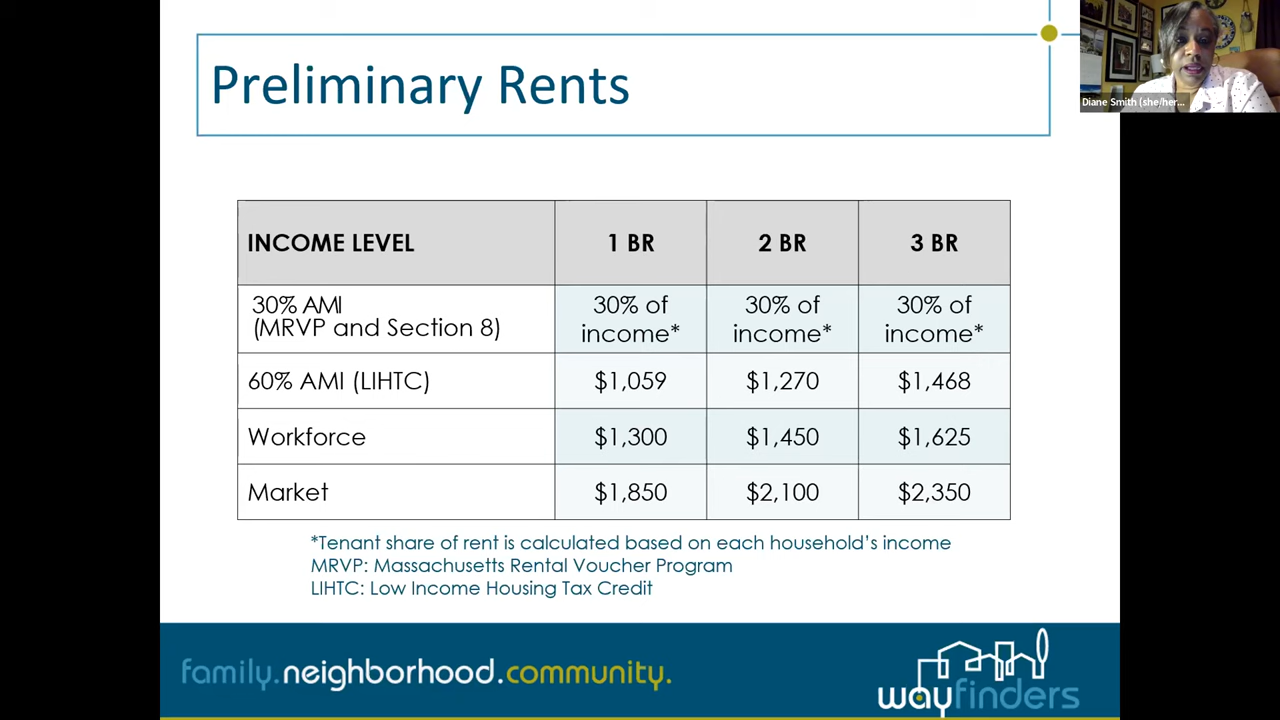 Preliminary Rents
Diane Smith (she/her...
INCOME LEVEL 1 BR 2 BR 3 BR
30% AMI
(MRVP and Section 8)
30% of
income*
30% of
income*
30% of
income*
60% AMI (LIHTC) $1,059 $1,270 $1,468
Workforce $1,300 $1,450 $1,625
Market $1,850 $2,100 $2,350
*Tenant share of rent is calculated based on each household’s income
MRVP: Massachusetts Rental Voucher Program
LIHTC: Low Income Housing Tax Credit
family.neighborhood.community.
wayfinders